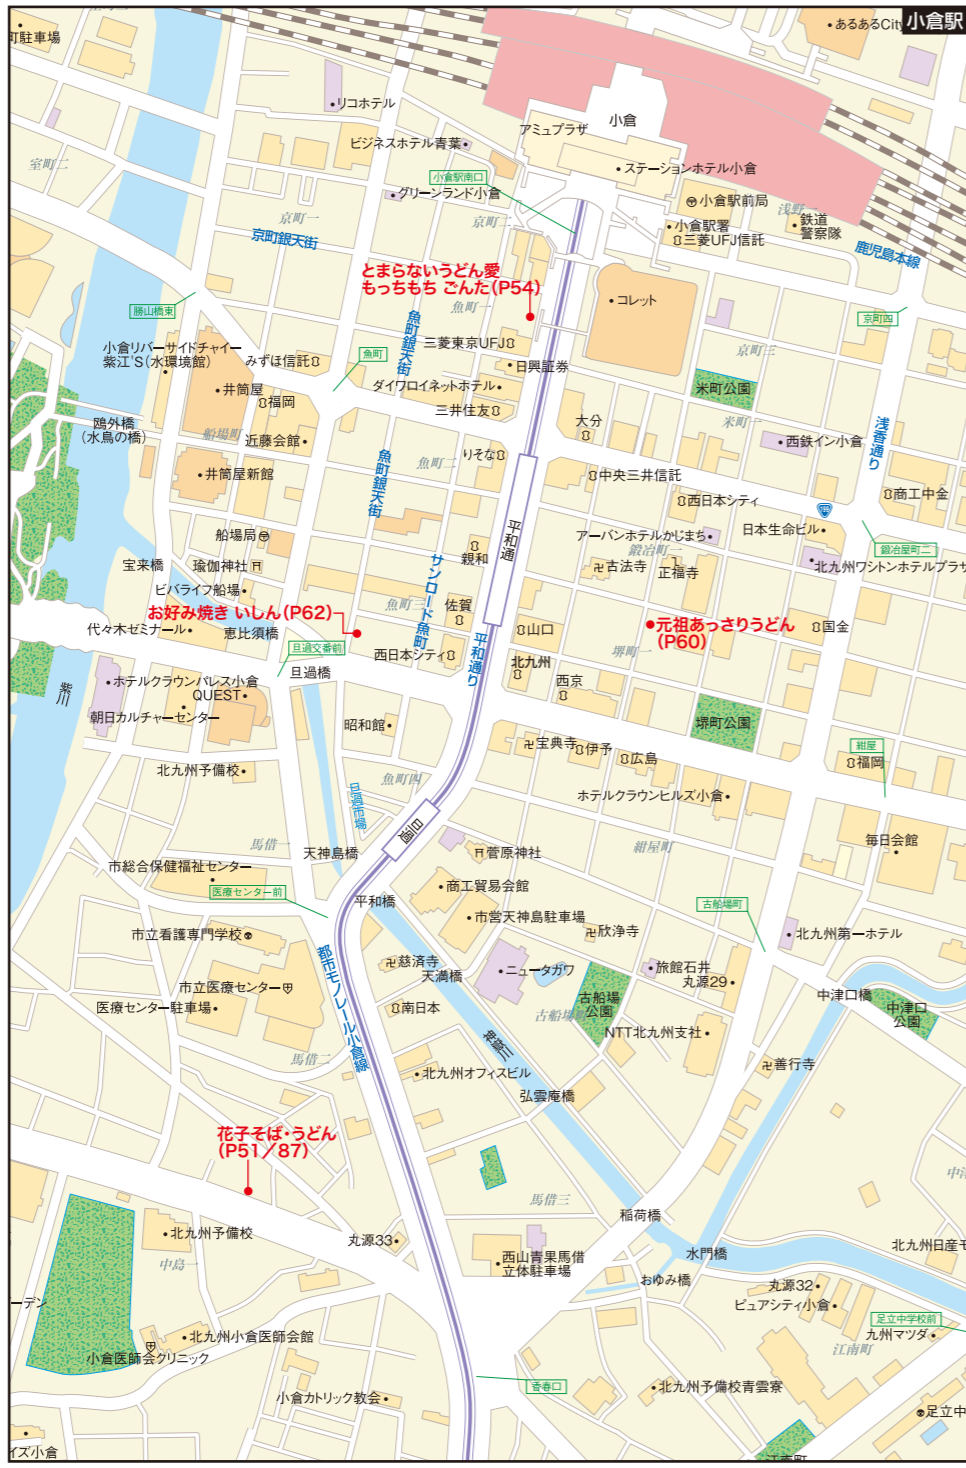 小倉駅
あるあるCity
町駐車場
リコホテル
アミュプラザ
小倉
ビジネスホテル青葉
ステーションホテル小倉
室町二
小倉駅南口
グリーンランド小倉
小倉駅前局
浅野一
京町一
京町二
小倉駅署
三菱UFJ信託
鉄道
警察隊
京町銀天街
鹿児島本線
とまらないうどん愛
もっちもち ごんた(P54)
コレット
魚町一
勝山橋東
京町四
魚町銀天街
小倉リバーサイドチャイナ
紫江'S(水環境館)
みずほ信託
魚町
三菱東京UFJ
京町三
日興証券
井筒屋
ダイワロイネットホテル
米町公園
福岡
三井住友
大分
米町一
鴎外橋
(水鳥の橋)
船場町
近藤会館
浅香通り
西鉄イン小倉
りそな
魚町二
魚町銀天街
井筒屋新館
中央三井信託
商工中金
西日本シティ
199
平和通
船場局
アーバンホテルかじまち
日本生命ビル
鍛冶町一
鍛冶屋町二
親和
宝来橋
瑜伽神社
古法寺
正福寺
北九州ワシントンホテルプラザ
サンロード魚町
ビバライフ船場
お好み焼き いしん(P62)
魚町三
佐賀
元祖あっさりうどん
(P60)
代々木ゼミナール
恵比須橋
山口
国金
旦過交番前
西日本シティ
平和通り
堺町一
旦過橋
北九州
紫川
ホテルクラウンパレス小倉
QUEST
西京
朝日カルチャーセンター
昭和館
堺町公園
宝典寺
伊予
紺屋
広島
福岡
北九州予備校
魚町四
旦過市場
ホテルクラウンヒルズ小倉
旦過
馬借一
天神島橋
菅原神社
紺屋町
毎日会館
市総合保健福祉センター
医療センター前
商工貿易会館
平和橋
古船場町
市営天神島駐車場
市立看護専門学校
欣浄寺
北九州第一ホテル
慈済寺
天満橋
ニュータガワ
旅館石井
丸源29
市立医療センター
都市モノレール小倉線
古船場
公園
中津口橋
医療センター駐車場
南日本
中津口
公園
NTT北九州支社
神嶽川
馬借二
北九州オフィスビル
善行寺
弘雲庵橋
花子そば・うどん
(P51/87)
馬借三
稲荷橋
北九州予備校
丸源33
水門橋
中島一
西山青果馬借
立体駐車場
おゆみ橋
丸源32
ピュアシティ小倉
足立中学校前
北九州小倉医師会館
九州マツダ
小倉医師会クリニック
江南町
香春口
北九州予備校青雲寮
小倉カトリック教会
足立中
イズ小倉
江南町